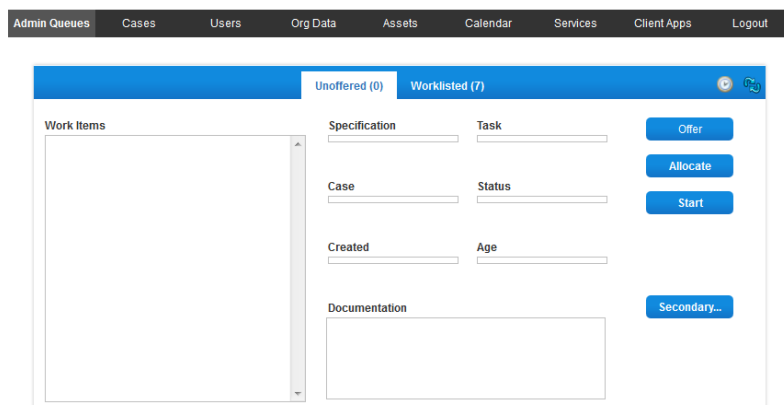 Admin Queues Cases Users Org Data Assets Calendar Services Client Apps Logout
Unoffered (0) Worklisted (7)
Work Items Specification Task Offer
Allocate
Case Status Start
Created Age
Documentation Secondary...